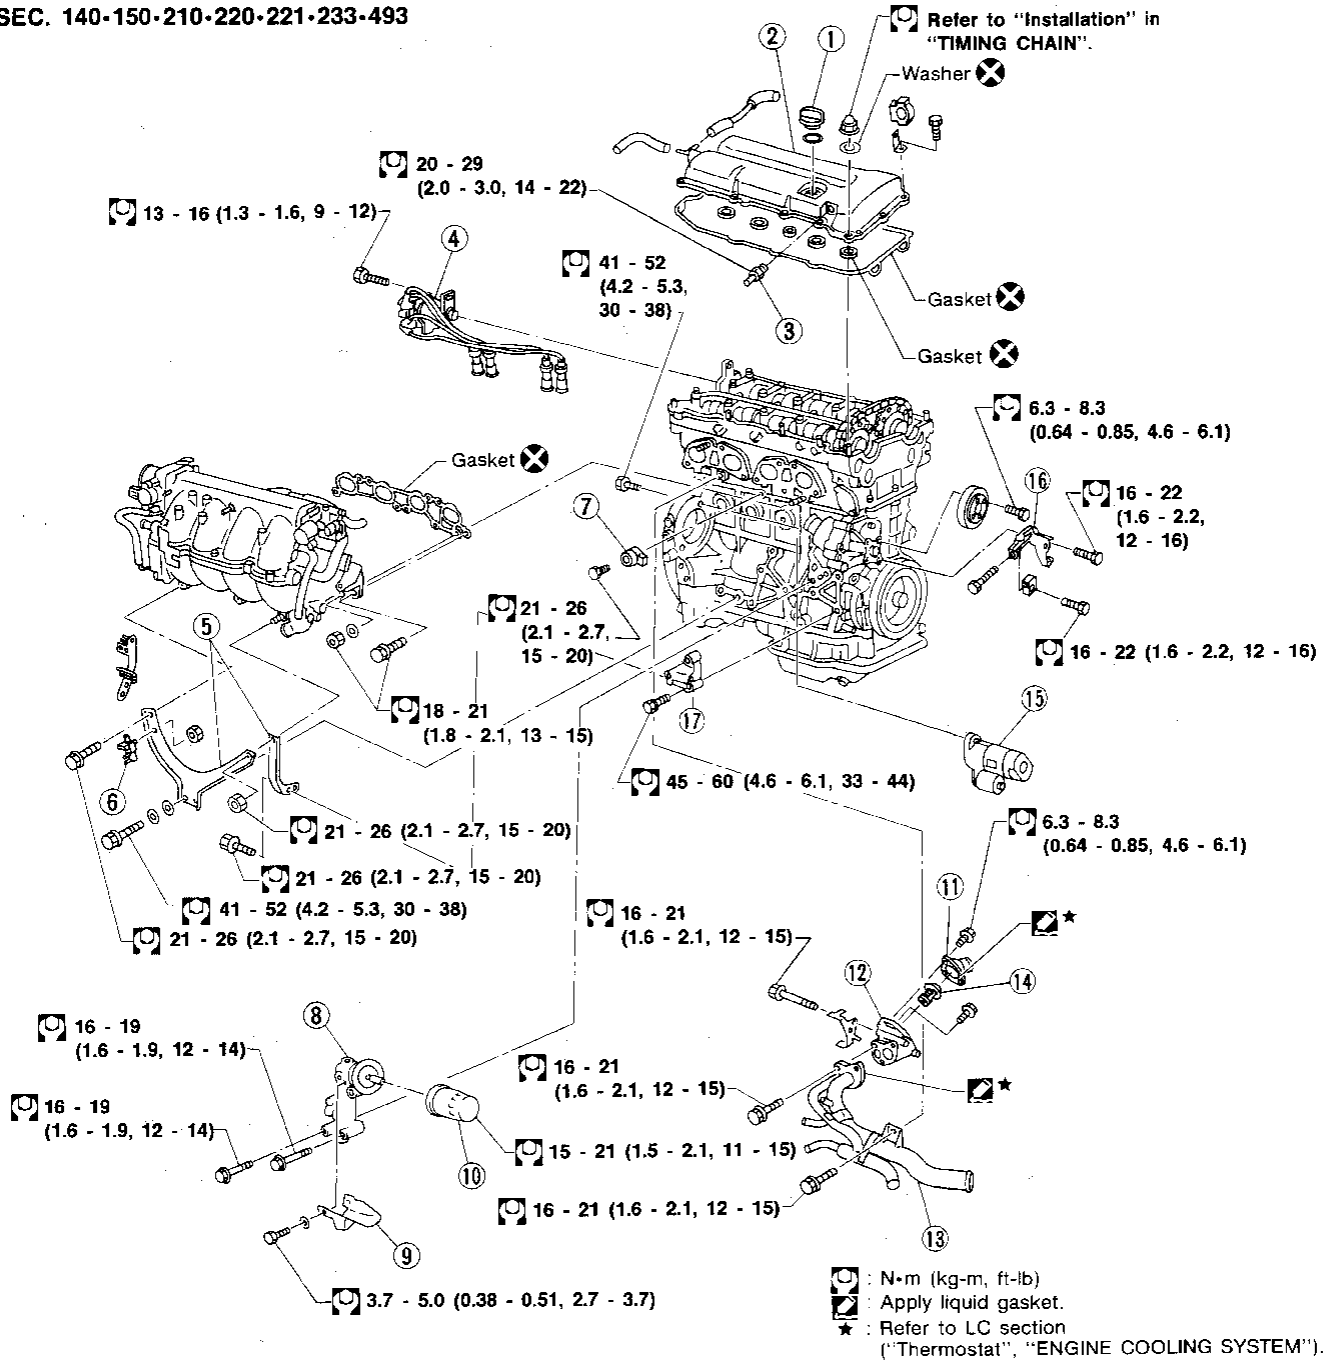 SEC. 140•150•210•220•221•233•493
Refer to "Installation" in
"TIMING CHAIN".
2
1
Washer
20 - 29
(2.0 - 3.0, 14 - 22)
13 - 16 (1.3 - 1.6, 9 - 12)
4
41 - 52
(4.2 - 5.3,
30 - 38)
Gasket
3
Gasket
6.3 - 8.3
(0.64 - 0.85, 4.6 - 6.1)
Gasket
16
7
16 - 22
(1.6 - 2.2,
12 - 16)
21 - 26
(2.1 - 2.7,
15 - 20)
5
16 - 22 (1.6 - 2.2, 12 - 16)
18 - 21
(1.8 - 2.1, 13 - 15)
17
15
6
45 - 60 (4.6 - 6.1, 33 - 44)
21 - 26 (2.1 - 2.7, 15 - 20)
6.3 - 8.3
(0.64 - 0.85, 4.6 - 6.1)
21 - 26 (2.1 - 2.7, 15 - 20)
11
41 - 52 (4.2 - 5.3, 30 - 38)
16 - 21
(1.6 - 2.1, 12 - 15)
★
21 - 26 (2.1 - 2.7, 15 - 20)
12
14
8
16 - 19
(1.6 - 1.9, 12 - 14)
16 - 21
(1.6 - 2.1, 12 - 15)
★
16 - 19
(1.6 - 1.9, 12 - 14)
15 - 21 (1.5 - 2.1, 11 - 15)
10
16 - 21 (1.6 - 2.1, 12 - 15)
9
13
3.7 - 5.0 (0.38 - 0.51, 2.7 - 3.7)
: N•m (kg-m, ft-lb)
: Apply liquid gasket.
★ : Refer to LC section
("Thermostat", "ENGINE COOLING SYSTEM").